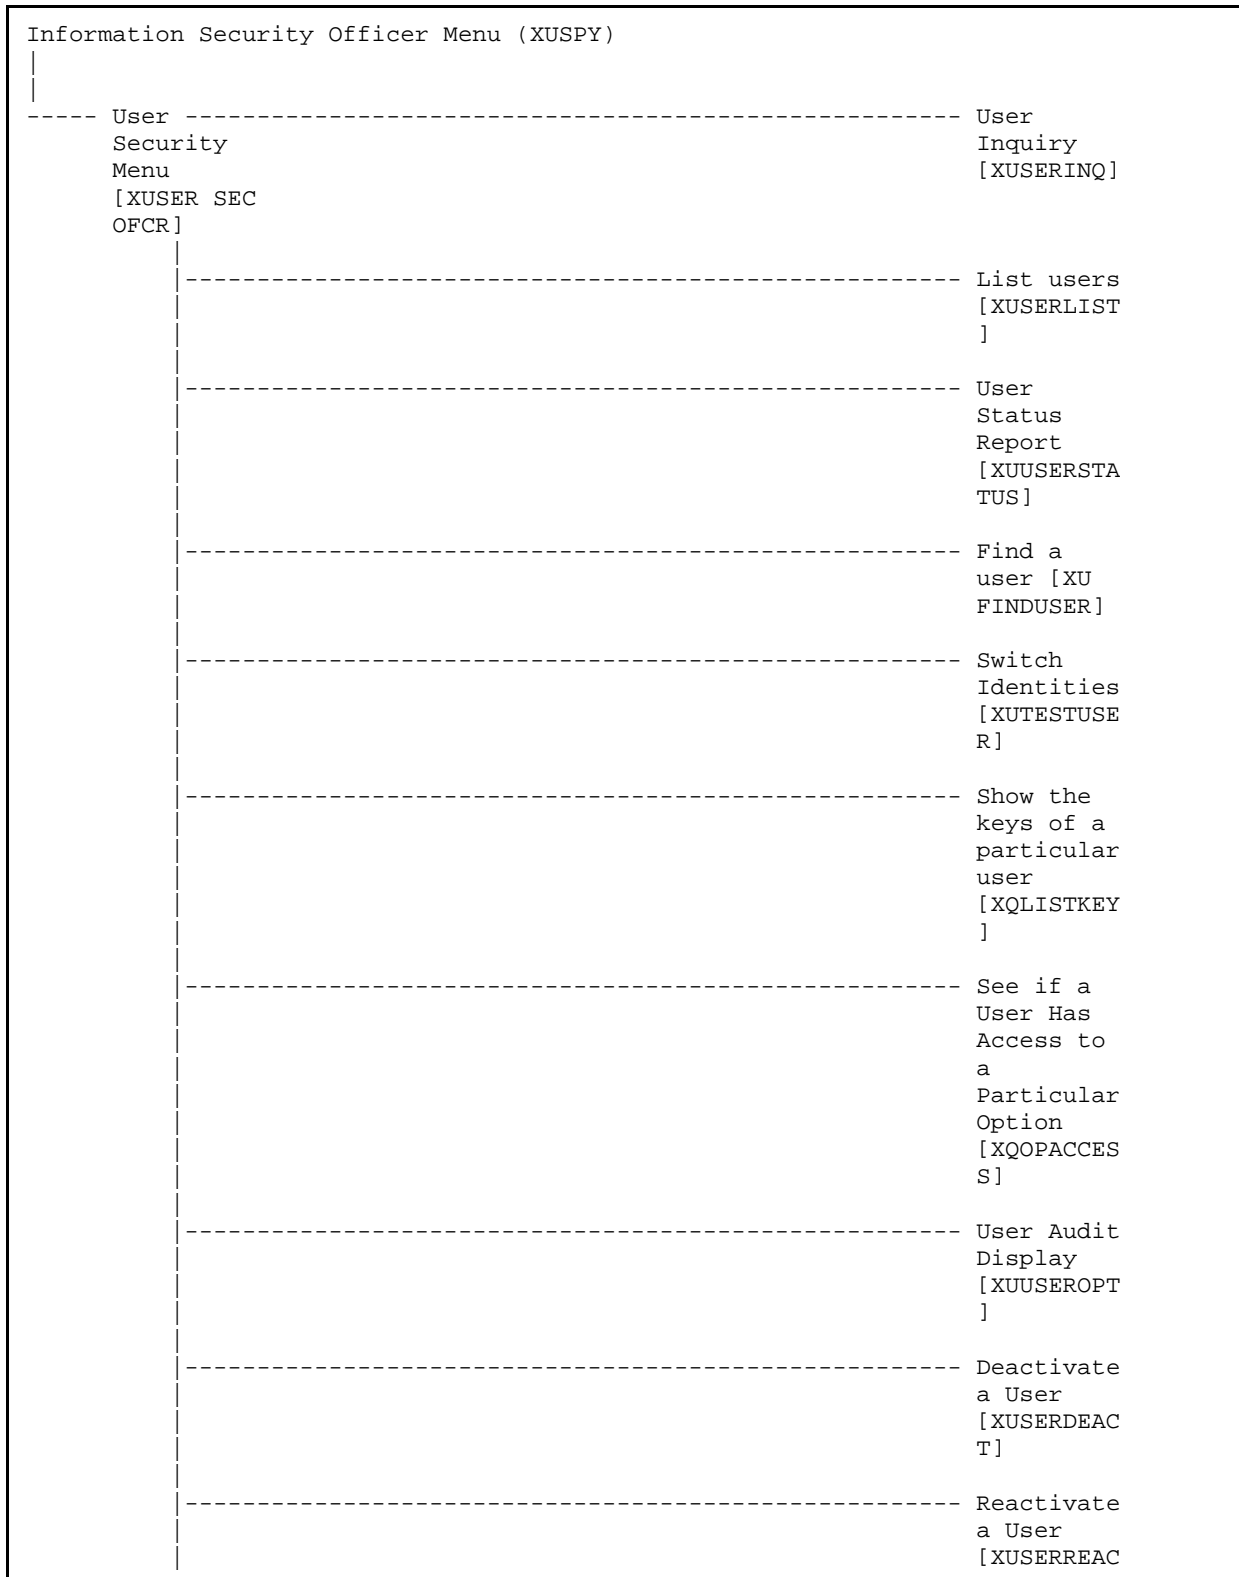 Information Security Officer Menu (XUSPY)
|
|
----- User ------------------------------------------------------ User
Security Inquiry
Menu [XUSERINQ]
[XUSER SEC
OFCR]
|
|------------------------------------------------------ List users
| [XUSERLIST
| ]
|
|------------------------------------------------------ User
| Status
| Report
| [XUUSERSTA
| TUS]
|
|------------------------------------------------------ Find a
| user [XU
| FINDUSER]
|
|------------------------------------------------------ Switch
| Identities
| [XUTESTUSE
| R]
|
|------------------------------------------------------ Show the
| keys of a
| particular
| user
| [XQLISTKEY
| ]
|
|------------------------------------------------------ See if a
| User Has
| Access to
| a
| Particular
| Option
| [XQOPACCES
| S]
|
|------------------------------------------------------ User Audit
| Display
| [XUUSEROPT
| ]
|
|------------------------------------------------------ Deactivate
| a User
| [XUSERDEAC
| T]
|
|------------------------------------------------------ Reactivate
| a User
| [XUSERREAC